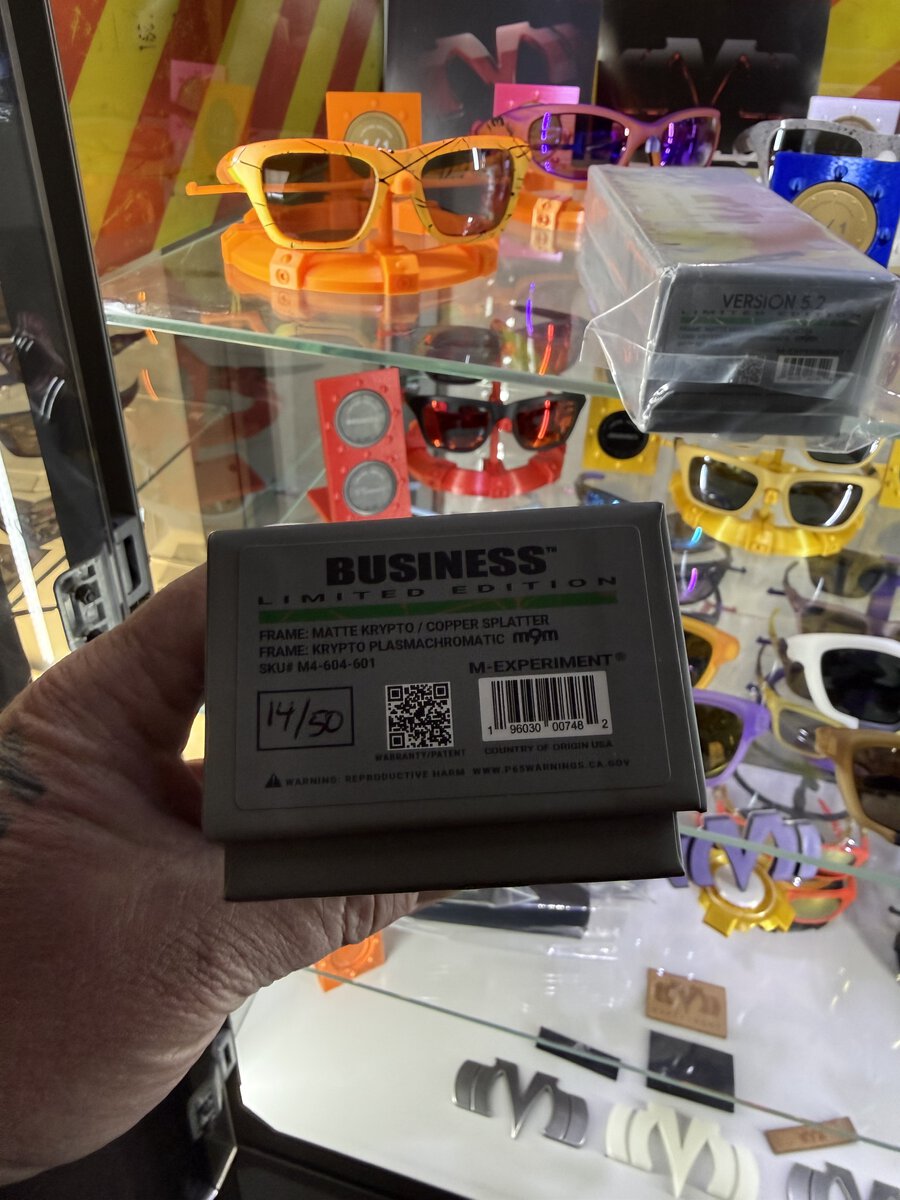 VERSION 5.2
LIMITED EDITION
BUSINESS™
LIMITED EDITION
FRAME: MATTE KRYPTO / COPPER SPLATTER
FRAME: KRYPTO PLASMACHROMATIC m9m
SKU# M4-604-601
M-EXPERIMENT®
14/50
1 96030 00748 2
WARRANTY/PATENT
COUNTRY OF ORIGIN USA
WARNING: REPRODUCTIVE HARM WWW.P65WARNINGS.CA.GOV